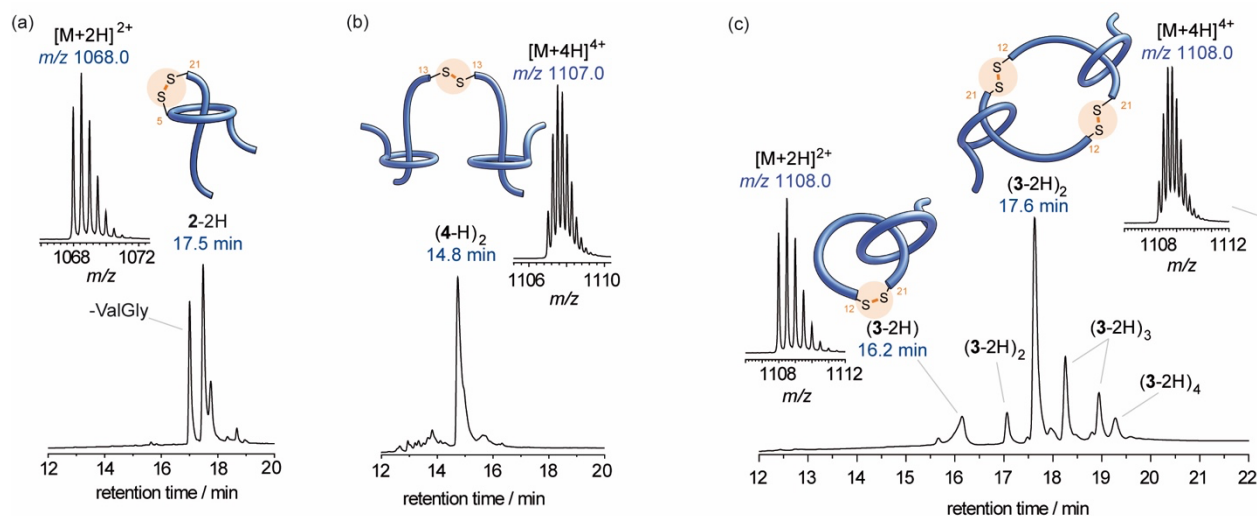 (a)
[M+2H]2+
m/z 1068.0
21
S
S
5
1068 1072
m/z
2-2H
17.5 min
-ValGly
12 14 16 18 20
retention time / min
(b)
13 S S 13
[M+4H]4+
m/z 1107.0
1106 1110
m/z
(4-H)2
14.8 min
12 14 16 18 20
retention time / min
(c)
12
S
S
21
21
S
S
12
[M+4H]4+
m/z 1108.0
1108 1112
m/z
[M+2H]2+
m/z 1108.0
1108 1112
m/z
12 S S 21
(3-2H)
16.2 min
(3-2H)2
(3-2H)2
17.6 min
(3-2H)3
(3-2H)4
12 13 14 15 16 17 18 19 20 21 22
retention time / min